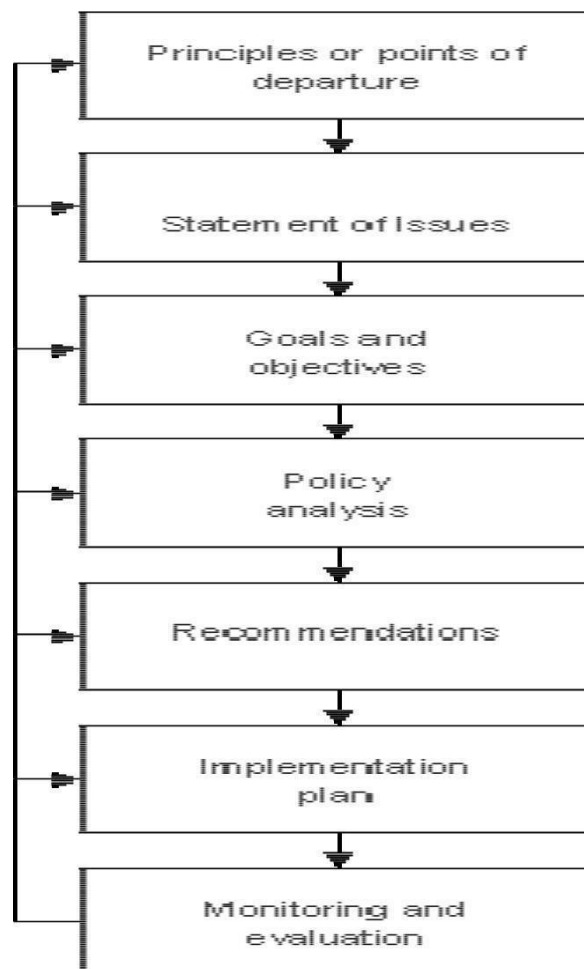 Principles or points of
departure
Statement of Issues
Goals and
objectives
Policy
analysis
Recommendations
Implementation
plan
Monitoring and
evaluation